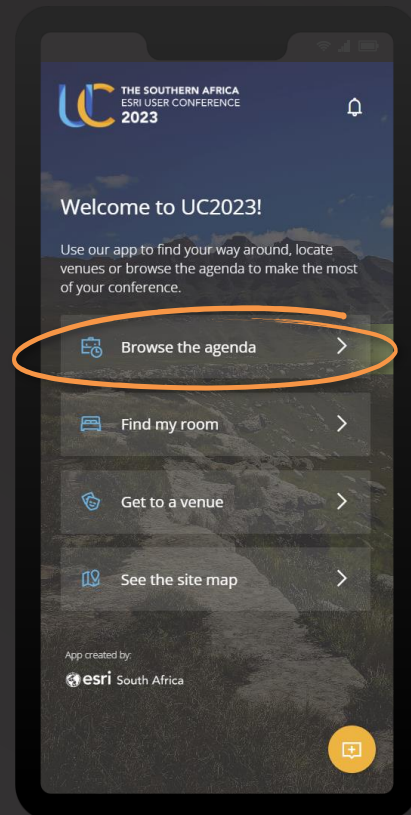 UC
THE SOUTHERN AFRICA
ESRI USER CONFERENCE
2023
Welcome to UC2023!
Use our app to find your way around, locate
venues or browse the agenda to make the most
of your conference.
Browse the agenda
Find my room
Get to a venue
See the site map
App created by:
esri South Africa